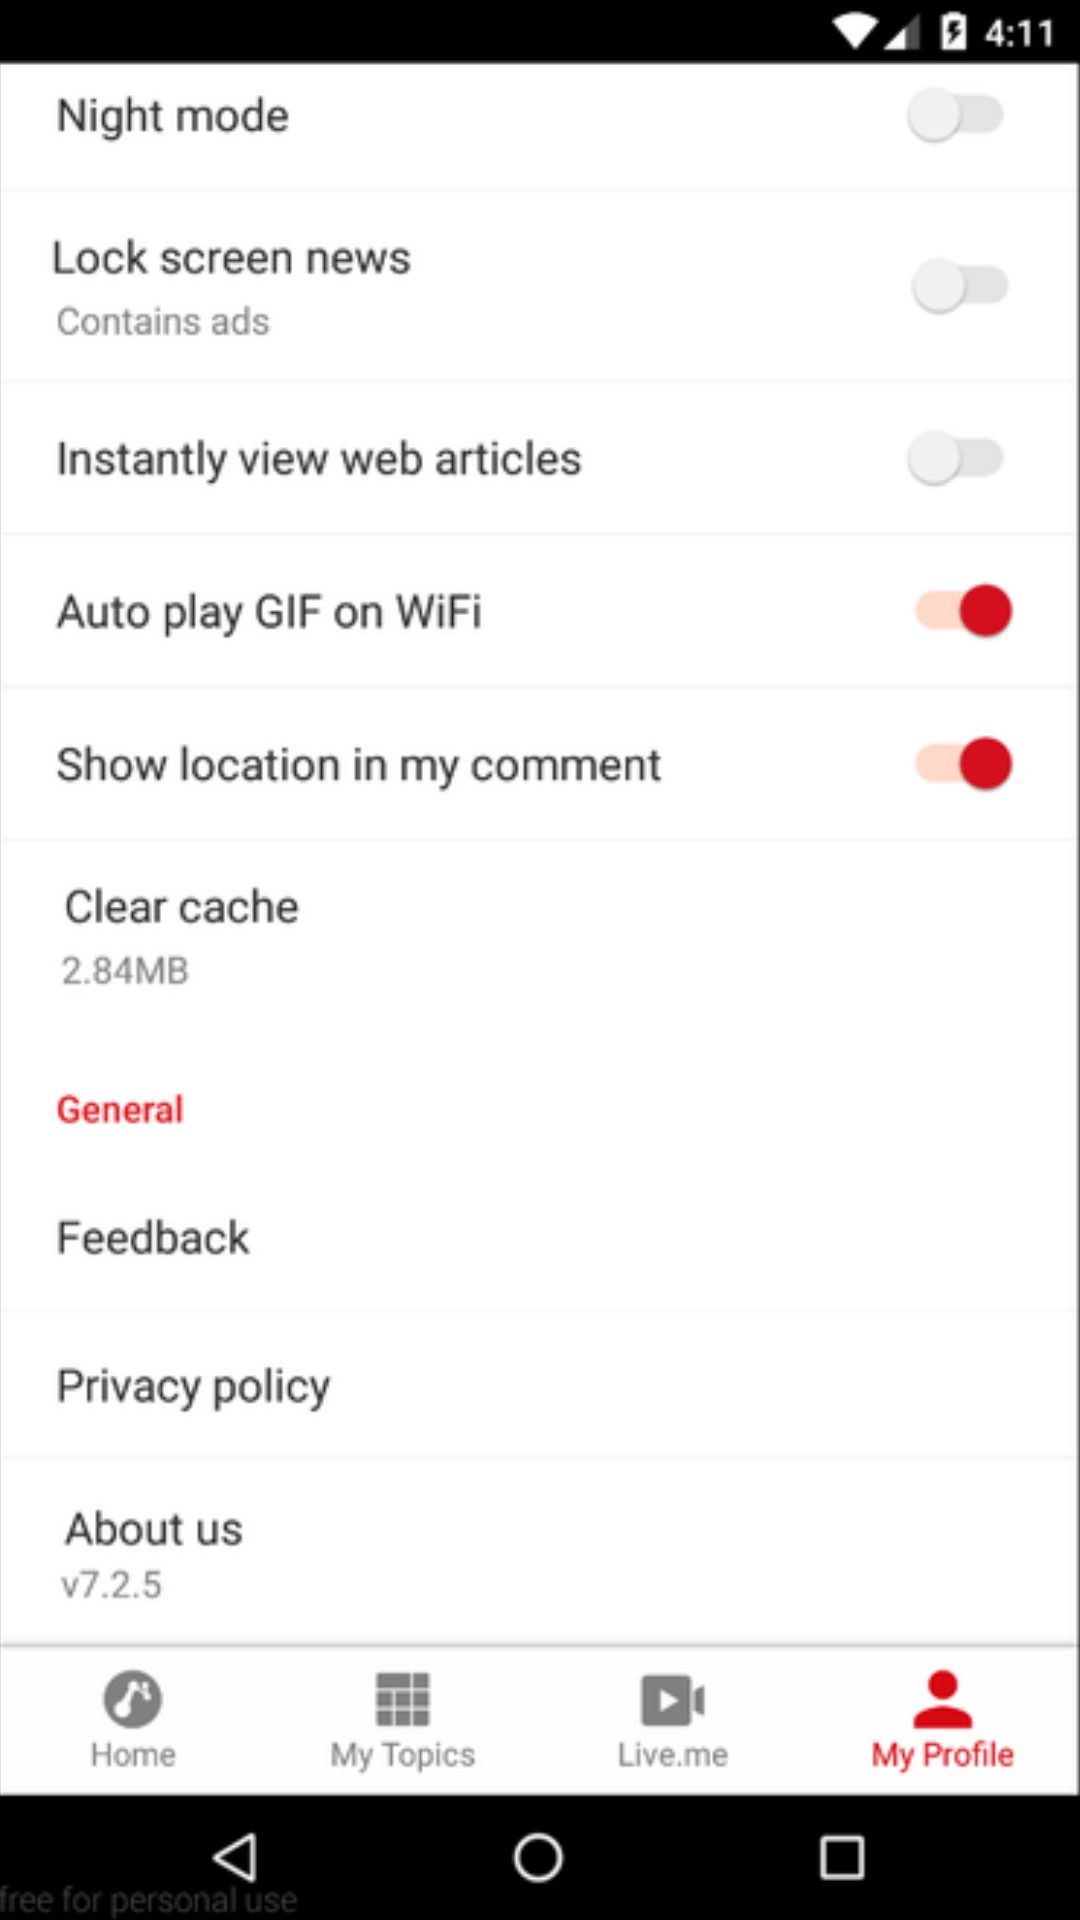 4:11
Night mode
Lock screen news
Contains ads
Instantly view web articles
Auto play GIF on WiFi
Show location in my comment
Clear cache
2.84MB
General
Feedback
Privacy policy
About us
v7.2.5
Home My Topics Live.me My Profile
free for personal use